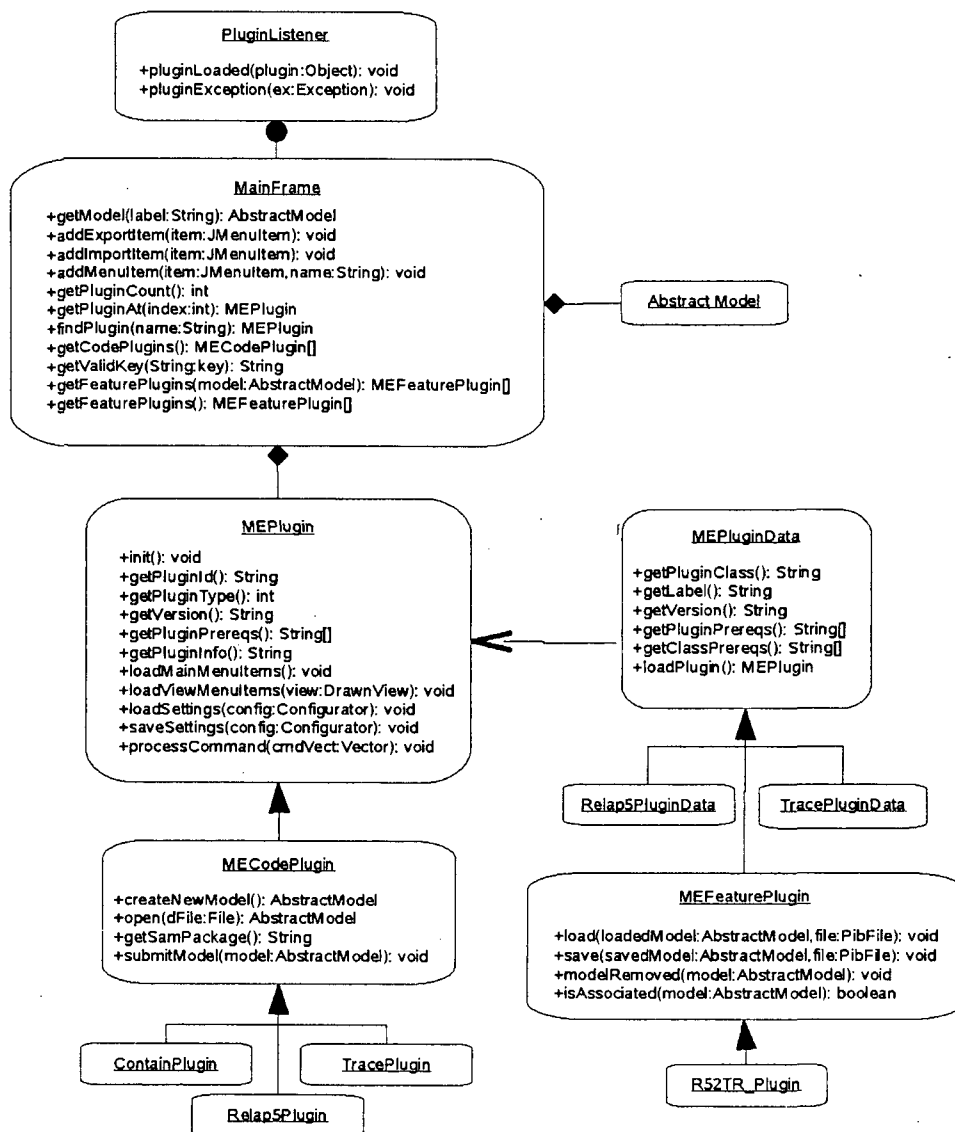 PluginListener
+pluginLoaded(plugin:Object): void
+pluginException(ex:Exception): void
MainFrame
+getModel(label:String): AbstractModel
+addExportItem(item:JMenuItem): void
+addImportItem(item:JMenuItem): void
+addMenuItem(item:JMenuItem,name:String): void
+getPluginCount(): int
+getPluginAt(index:int): MEPlugin
+findPlugin(name:String): MEPlugin
+getCodePlugins(): MECodePlugin[]
+getValidKey(String:key): String
+getFeaturePlugins(model:AbstractModel): MEFeaturePlugin[]
+getFeaturePlugins(): MEFeaturePlugin[]
Abstract Model
MEPlugin
+init(): void
+getPluginId(): String
+getPluginType(): int
+getVersion(): String
+getPluginPrereqs(): String[]
+getPluginInfo(): String
+loadMainMenuItems(): void
+loadViewMenuItems(view:DrawnView): void
+loadSettings(config:Configurator): void
+saveSettings(config:Configurator): void
+processCommand(cmdVect:Vector): void
MEPluginData
+getPluginClass(): String
+getLabel(): String
+getVersion(): String
+getPluginPrereqs(): String[]
+getClassPrereqs(): String[]
+loadPlugin(): MEPlugin
Relap5PluginData
TracePluginData
MECodePlugin
+createNewModel(): AbstractModel
+open(dFile:File): AbstractModel
+getSamPackage(): String
+submitModel(model:AbstractModel): void
MEFeaturePlugin
+load(loadedModel:AbstractModel,file:PibFile): void
+save(savedModel:AbstractModel,file:PibFile): void
+modelRemoved(model:AbstractModel): void
+isAssociated(model:AbstractModel): boolean
ContainPlugin
TracePlugin
Relap5Plugin
R52TR_Plugin